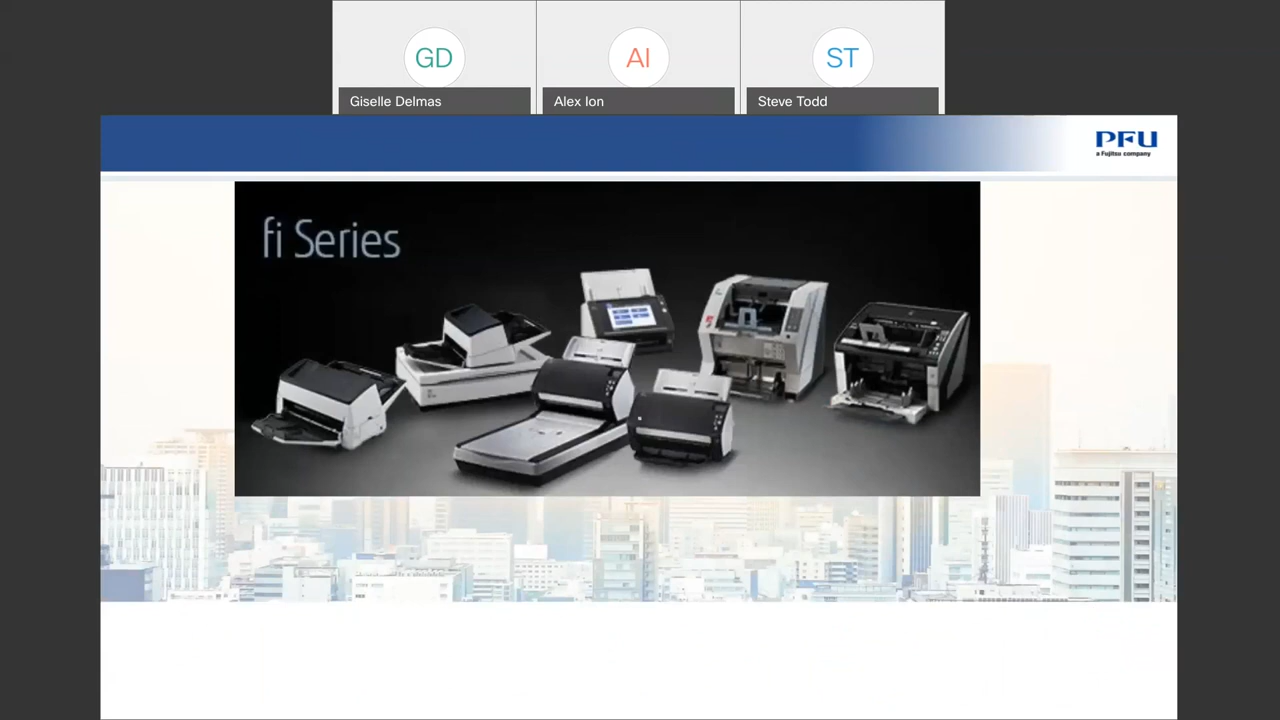 GD
AI
ST
Giselle Delmas
Alex Ion
Steve Todd
PFU
a Fujitsu company
fi Series